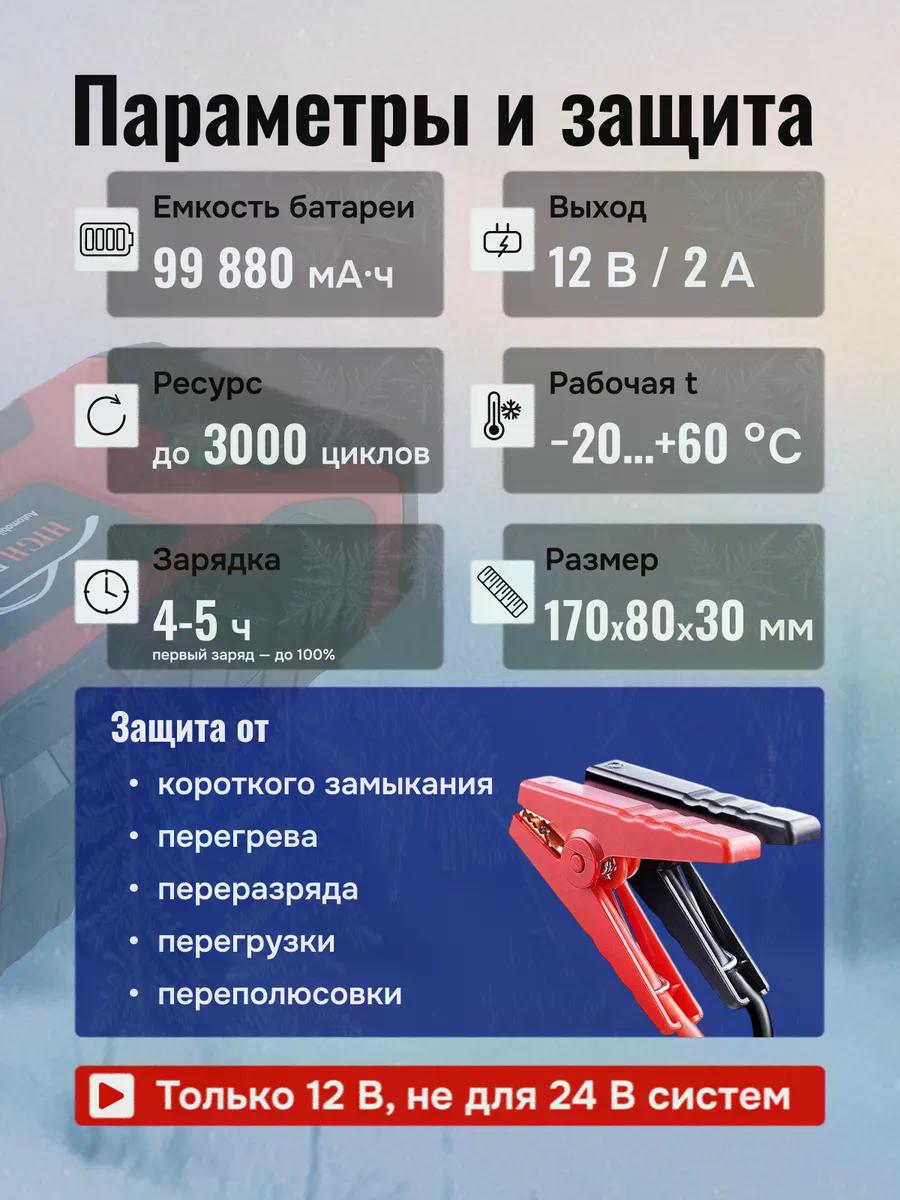 Параметры и защита
Емкость батареи
99 880 мА·ч
Выход
12 В / 2 А
Ресурс
до 3000 циклов
Рабочая t
-20...+60 °C
Зарядка
4-5 ч
первый заряд — до 100%
Размер
170x80x30 мм
Защита от
• короткого замыкания
• перегрева
• переразряда
• перегрузки
• переполюсовки
Только 12 В, не для 24 В систем
HIGH